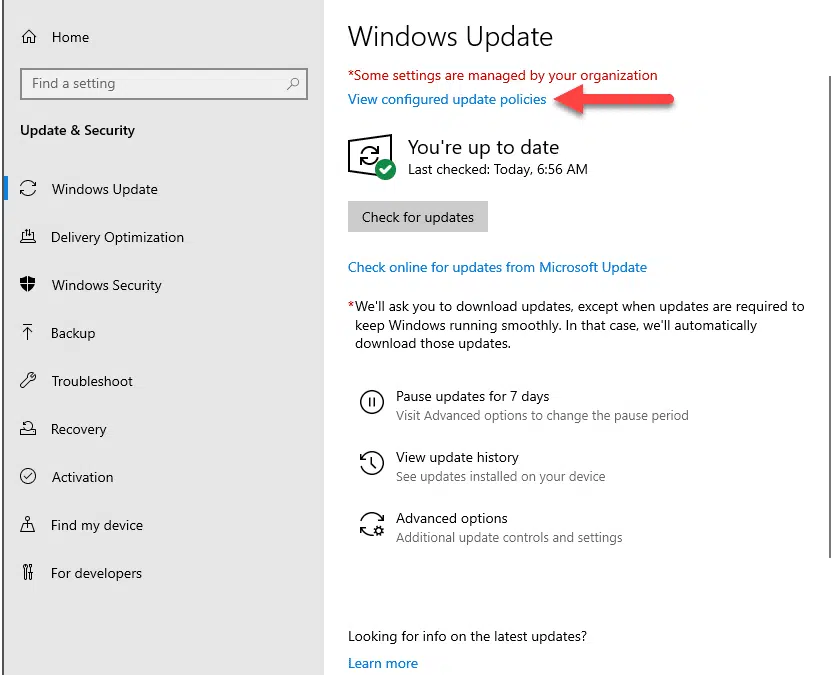 Home
Find a setting
Update & Security
Windows Update
Delivery Optimization
Windows Security
Backup
Troubleshoot
Recovery
Activation
Find my device
For developers
Windows Update
*Some settings are managed by your organization
View configured update policies
You're up to date
Last checked: Today, 6:56 AM
Check for updates
Check online for updates from Microsoft Update
*We'll ask you to download updates, except when updates are required to
keep Windows running smoothly. In that case, we'll automatically
download those updates.
Pause updates for 7 days
Visit Advanced options to change the pause period
View update history
See updates installed on your device
Advanced options
Additional update controls and settings
Looking for info on the latest updates?
Learn more